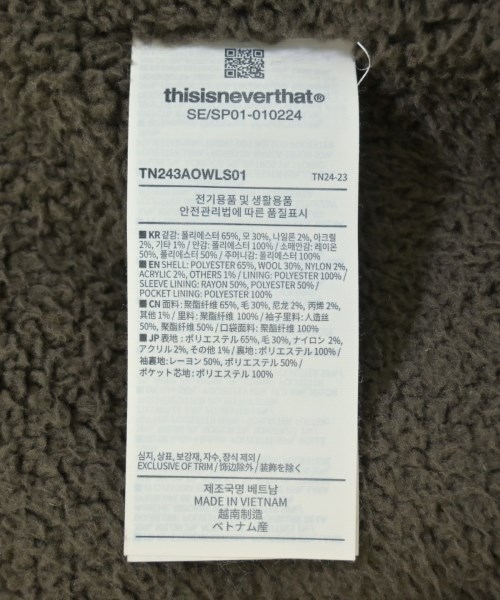 thisisneverthat®
SE/SP01-010224
TN243AOWLS01 TN24-23
전기용품 및 생활용품
안전관리법에 따른 품질표시
■ KR 겉감: 폴리에스터 65%, 모 30%, 나일론 2%, 아크릴
2%, 기타 1% / 안감: 폴리에스터 100% / 소매안감: 레이온
50%, 폴리에스터 50% / 주머니감: 폴리에스터 100%
■ EN SHELL: POLYESTER 65%, WOOL 30%, NYLON 2%,
ACRYLIC 2%, OTHERS 1% / LINING: POLYESTER 100% /
SLEEVE LINING: RAYON 50%, POLYESTER 50% /
POCKET LINING: POLYESTER 100%
■ CN 面料: 聚酯纤维 65%, 毛 30%, 尼龙 2%, 丙烯 2%,
其他 1% / 里料: 聚酯纤维 100% / 袖子里料: 人造丝
50%, 聚酯纤维 50% / 口袋面料: 聚酯纤维 100%
■ JP 表地: ポリエステル 65%, 毛 30%, ナイロン 2%,
アクリル 2%, その他 1% / 裏地: ポリエステル 100% /
袖裏地: レーヨン 50%, ポリエステル 50% /
ポケット芯地: ポリエステル 100%
심지, 상표, 보강재, 자수, 장식 제외 /
EXCLUSIVE OF TRIM / 饰边除外 / 装飾を除く
제조국명 베트남
MADE IN VIETNAM
越南制造
ベトナム産